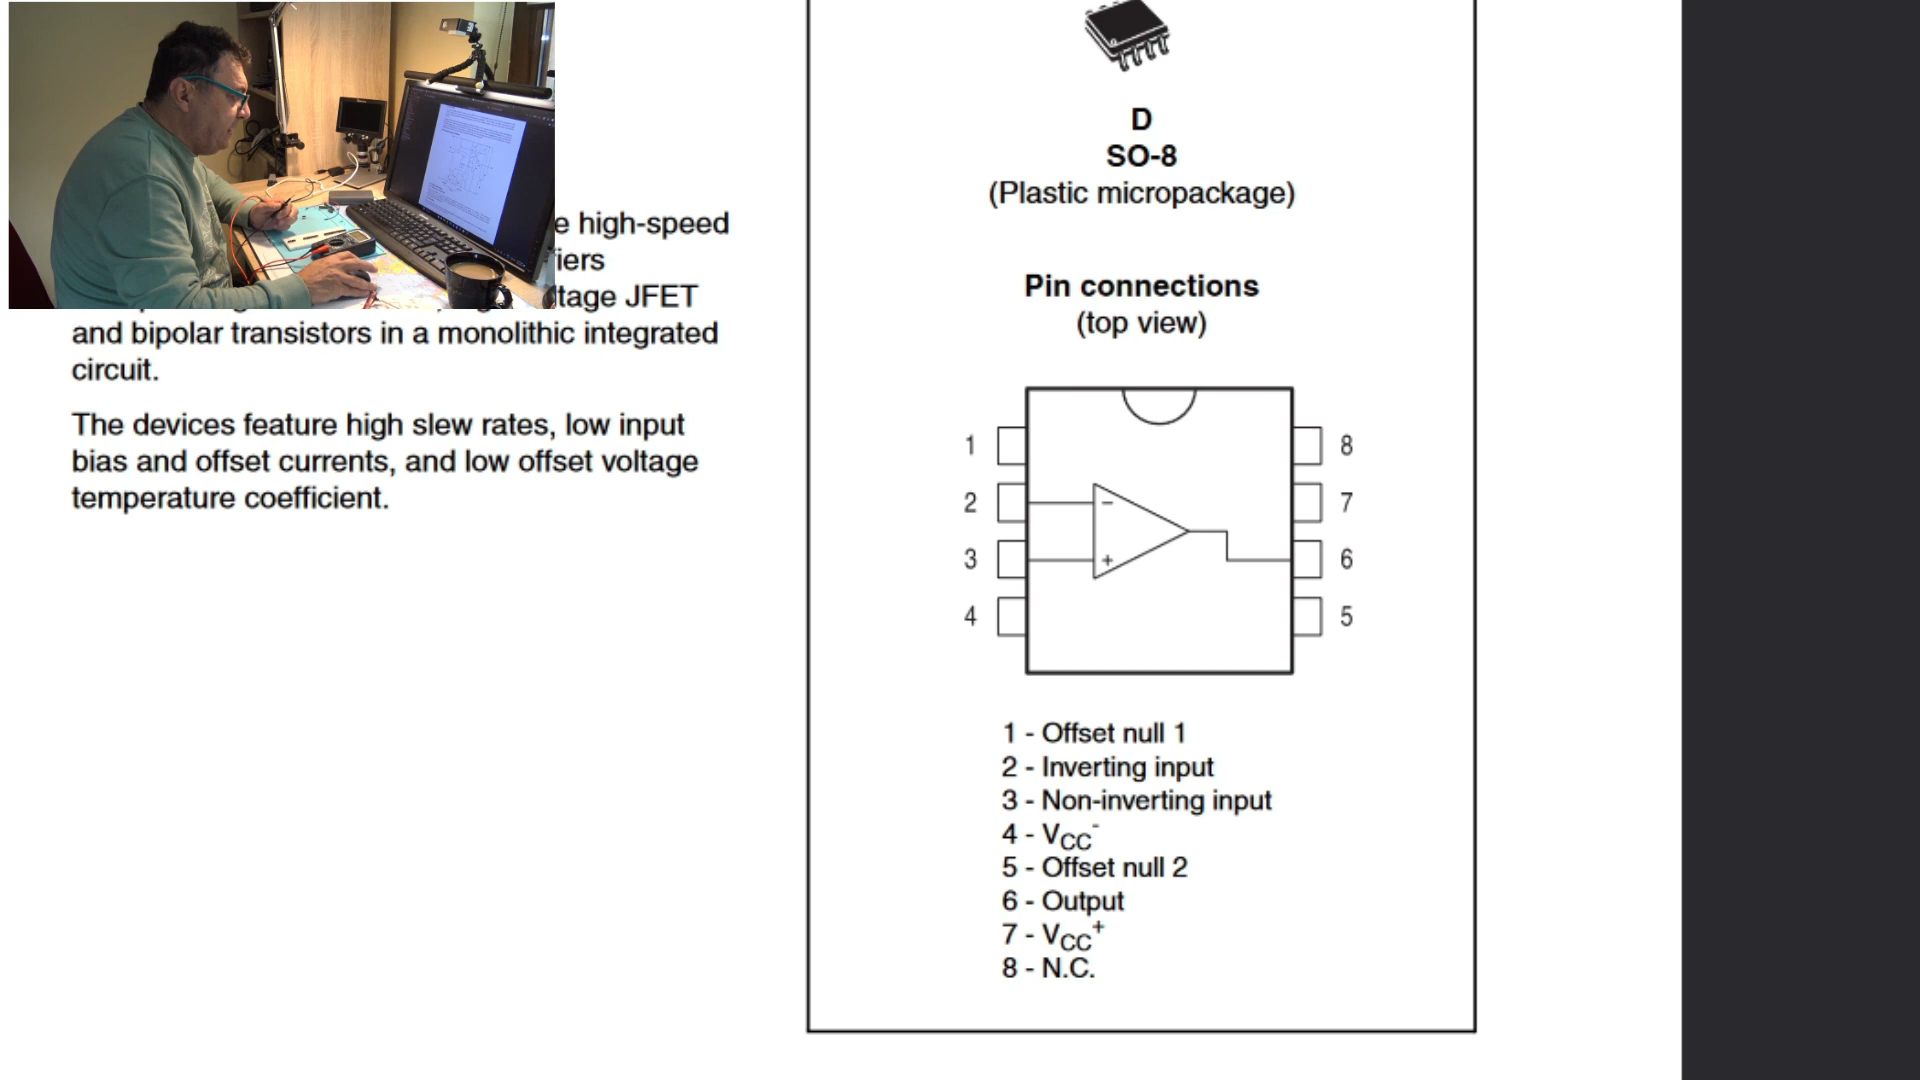 e high-speed
iers
tage JFET
and bipolar transistors in a monolithic integrated
circuit.
The devices feature high slew rates, low input
bias and offset currents, and low offset voltage
temperature coefficient.
D
SO-8
(Plastic micropackage)
Pin connections
(top view)
1
2
3
4
8
7
6
5
-
+
1 - Offset null 1
2 - Inverting input
3 - Non-inverting input
4 - VCC-
5 - Offset null 2
6 - Output
7 - VCC+
8 - N.C.